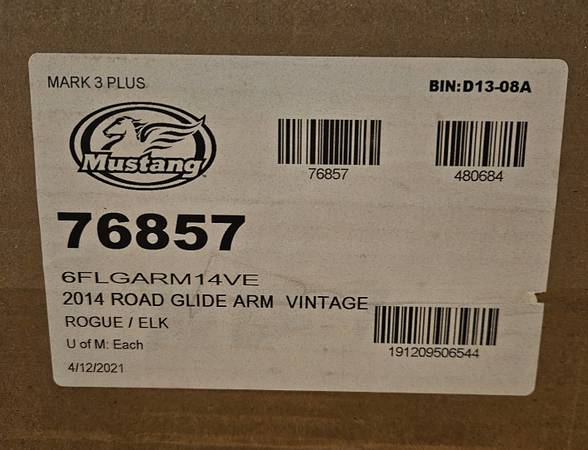 MARK 3 PLUS
BIN:D13-08A
Mustang
76857
480684
76857
6FLGARM14VE
2014 ROAD GLIDE ARM VINTAGE
ROGUE / ELK
U of M: Each
191209506544
4/12/2021